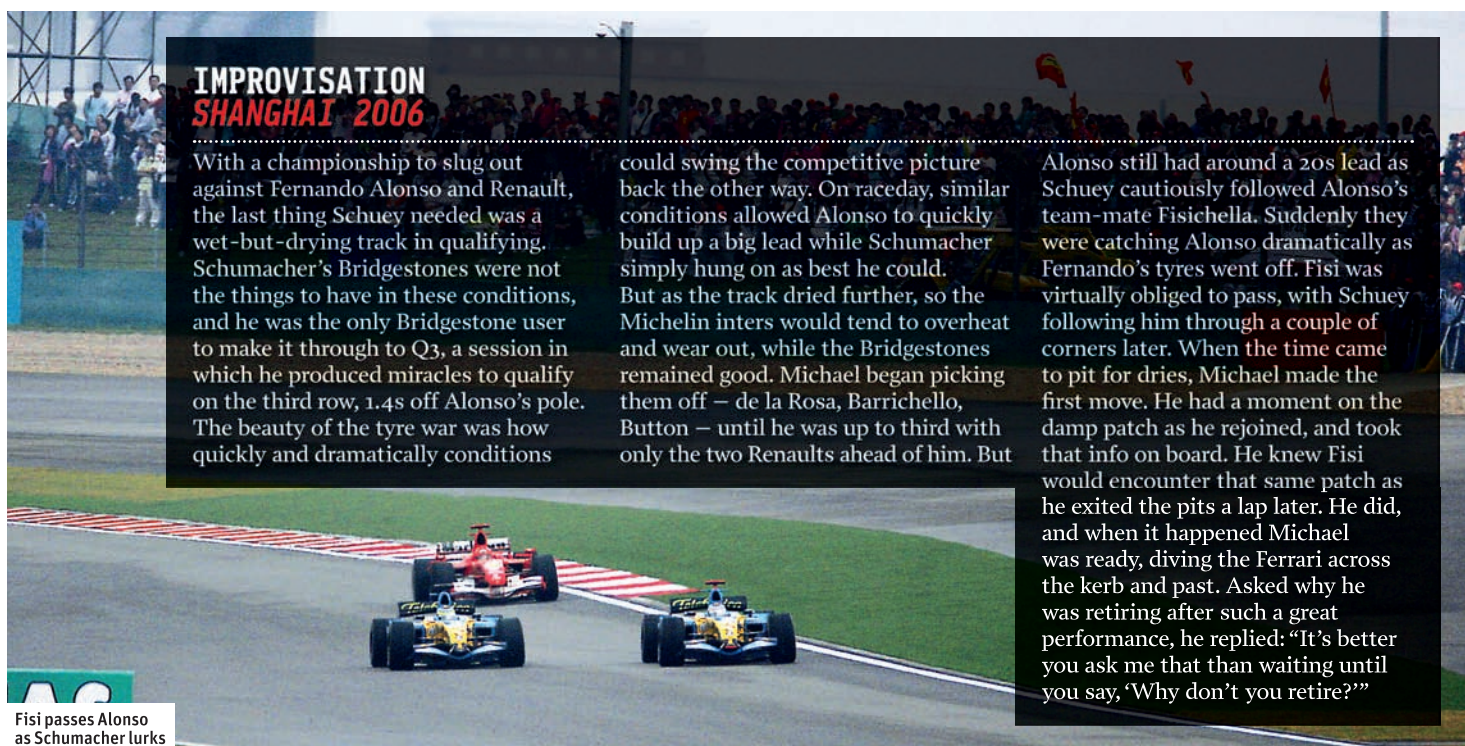 IMPROVISATION
SHANGHAI 2006
With a championship to slug out
against Fernando Alonso and Renault,
the last thing Schuey needed was a
wet-but-drying track in qualifying.
Schumacher's Bridgestones were not
the things to have in these conditions,
and he was the only Bridgestone user
to make it through to Q3, a session in
which he produced miracles to qualify
on the third row, 1.4s off Alonso's pole.
The beauty of the tyre war was how
quickly and dramatically conditions
could swing the competitive picture
back the other way. On raceday, similar
conditions allowed Alonso to quickly
build up a big lead while Schumacher
simply hung on as best he could.
But as the track dried further, so the
Michelin inters would tend to overheat
and wear out, while the Bridgestones
remained good. Michael began picking
them off – de la Rosa, Barrichello,
Button – until he was up to third with
only the two Renaults ahead of him. But
Alonso still had around a 20s lead as
Schuey cautiously followed Alonso's
team-mate Fisichella. Suddenly they
were catching Alonso dramatically as
Fernando's tyres went off. Fisi was
virtually obliged to pass, with Schuey
following him through a couple of
corners later. When the time came
to pit for dries, Michael made the
first move. He had a moment on the
damp patch as he rejoined, and took
that info on board. He knew Fisi
would encounter that same patch as
he exited the pits a lap later. He did,
and when it happened Michael
was ready, diving the Ferrari across
the kerb and past. Asked why he
was retiring after such a great
performance, he replied: “It's better
you ask me that than waiting until
you say, ‘Why don't you retire?’”
Telefonica
Telefonica
Fisi passes Alonso
as Schumacher lurks